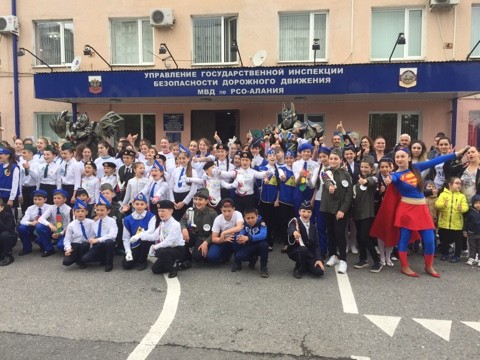 УПРАВЛЕНИЕ ГОСУДАРСТВЕННОЙ ИНСПЕКЦИИ
БЕЗОПАСНОСТИ ДОРОЖНОГО ДВИЖЕНИЯ
МВД по РСО-АЛАНИЯ